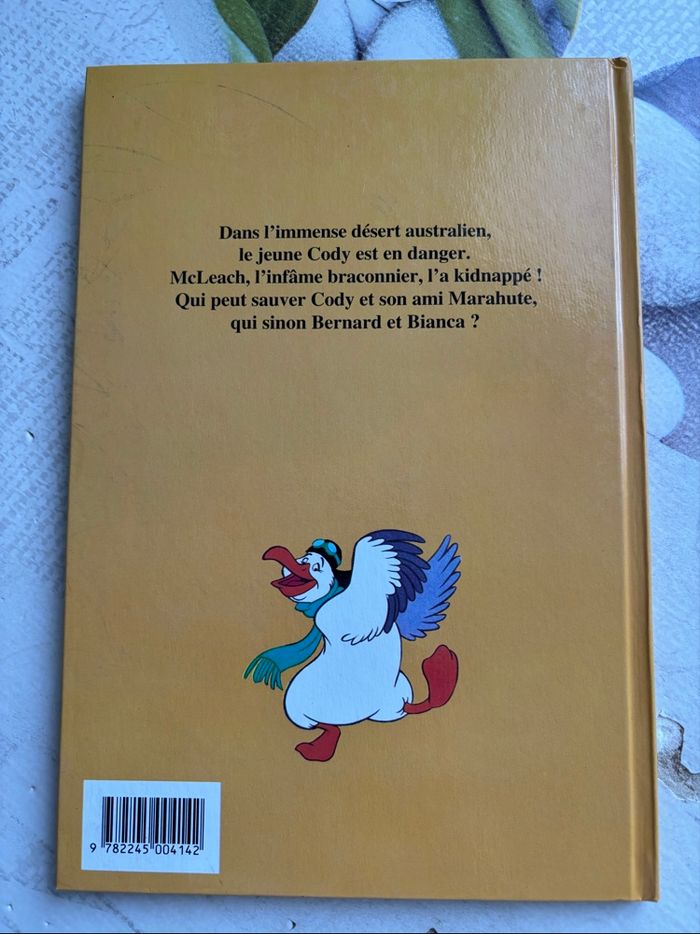 Dans l’immense désert australien,
le jeune Cody est en danger.
McLeach, l’infâme braconnier, l’a kidnappé !
Qui peut sauver Cody et son ami Marahute,
qui sinon Bernard et Bianca ?
9 782245 004142